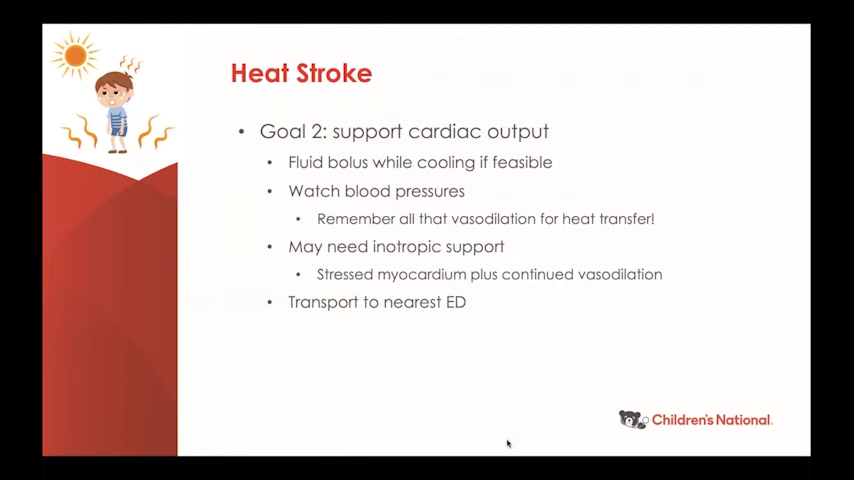 Heat Stroke
• Goal 2: support cardiac output
• Fluid bolus while cooling if feasible
• Watch blood pressures
• Remember all that vasodilation for heat transfer!
• May need inotropic support
• Stressed myocardium plus continued vasodilation
• Transport to nearest ED
Children's National.